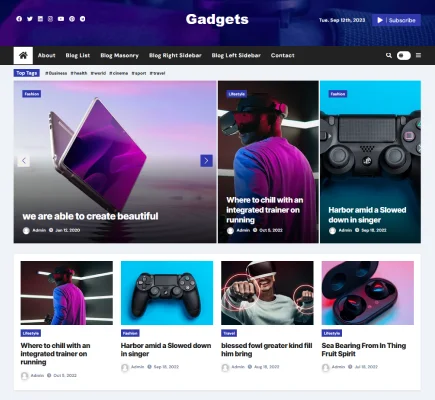 Gadgets
Tue. Sep 12th, 2023
Subscribe
About
Blog List
Blog Masonry
Blog Right Sidebar
Blog Left Sidebar
Contact
Top Tags
#Business
#health
#world
#cinema
#sport
#travel
Fashion
we are able to create beautiful
Admin
Jan 12, 2020
Lifestyle
Where to chill with an
integrated trainer on
running
Admin
Oct 5, 2022
Fashion
Harbor amid a Slowed
down in singer
Admin
Sep 18, 2022
Lifestyle
Where to chill with an
integrated trainer on
running
Admin
Oct 5, 2022
Fashion
Harbor amid a Slowed down
in singer
Admin
Sep 18, 2022
Travel
blessed fowl greater kind fill
him bring
Admin
Aug 18, 2022
Lifestyle
Sea Bearing From In Thing
Fruit Spirit
Admin
Jul 18, 2022